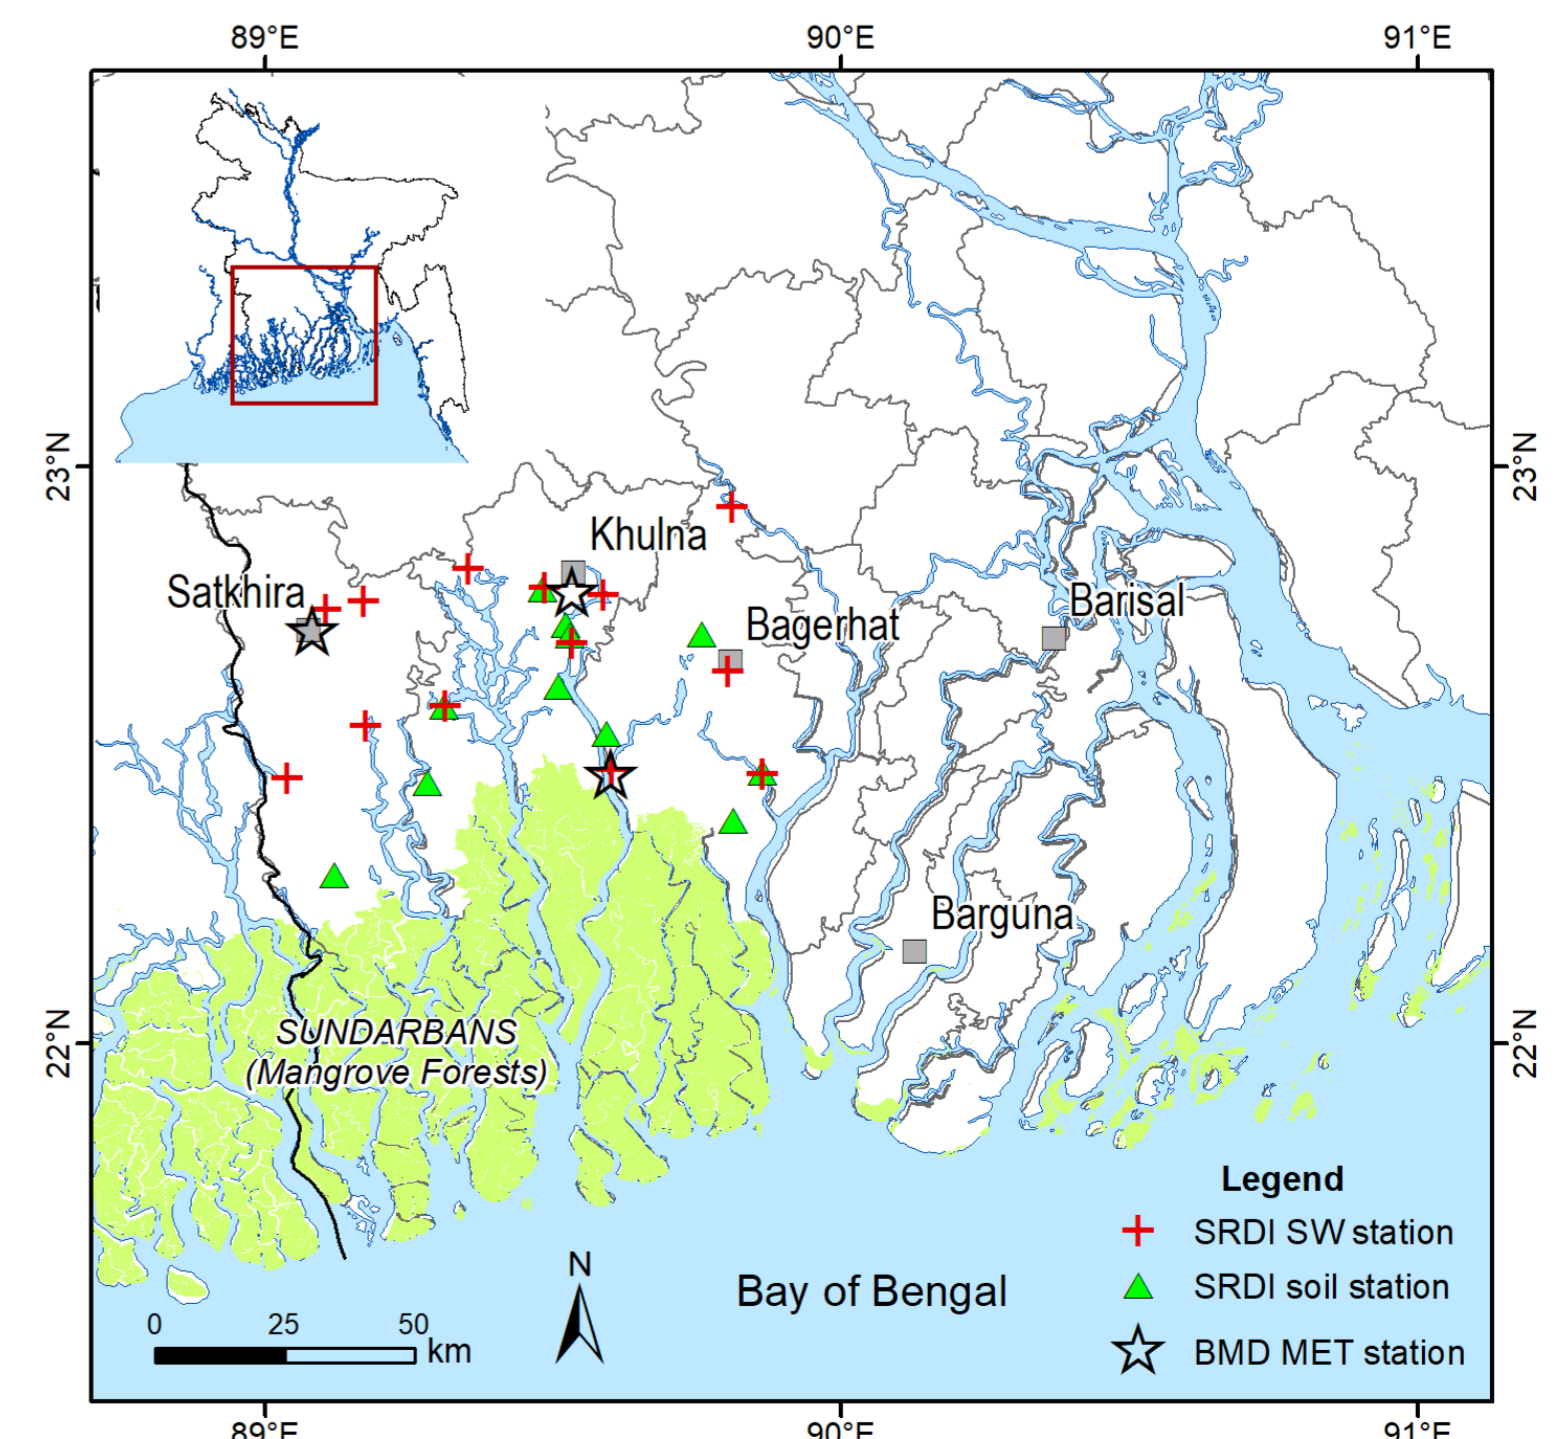 89°E 90°E 91°E
23°N 23°N
Khulna
Satkhira
Barisal
Bagerhat
Barguna
22°N 22°N
SUNDARBANS
(Mangrove Forests)
Legend
SRDI SW station
SRDI soil station
BMD MET station
Bay of Bengal
N
0 25 50
km
89°E 90°E 91°E